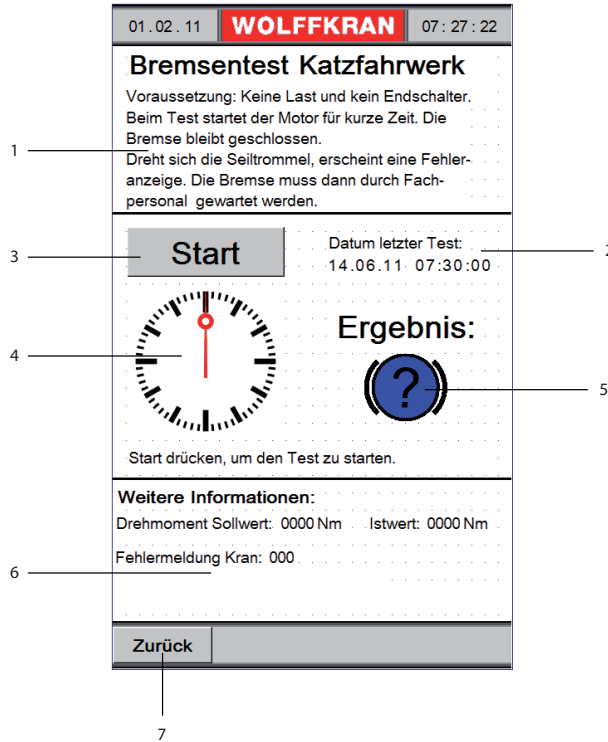 01.02.11 WOLFFKRAN 07:27:22
Bremsentest Katzfahrwerk
Voraussetzung: Keine Last und kein Endschalter.
Beim Test startet der Motor für kurze Zeit. Die
Bremse bleibt geschlossen.
1
Dreht sich die Seiltrommel, erscheint eine Fehler-
anzeige. Die Bremse muss dann durch Fach-
personal gewartet werden.
3 Start
Datum letzter Test: 2
14.06.11 07:30:00
4
Ergebnis:
? 5
Start drücken, um den Test zu starten.
Weitere Informationen:
Drehmoment Sollwert: 0000 Nm Istwert: 0000 Nm
Fehlermeldung Kran: 000
6
Zurück
7